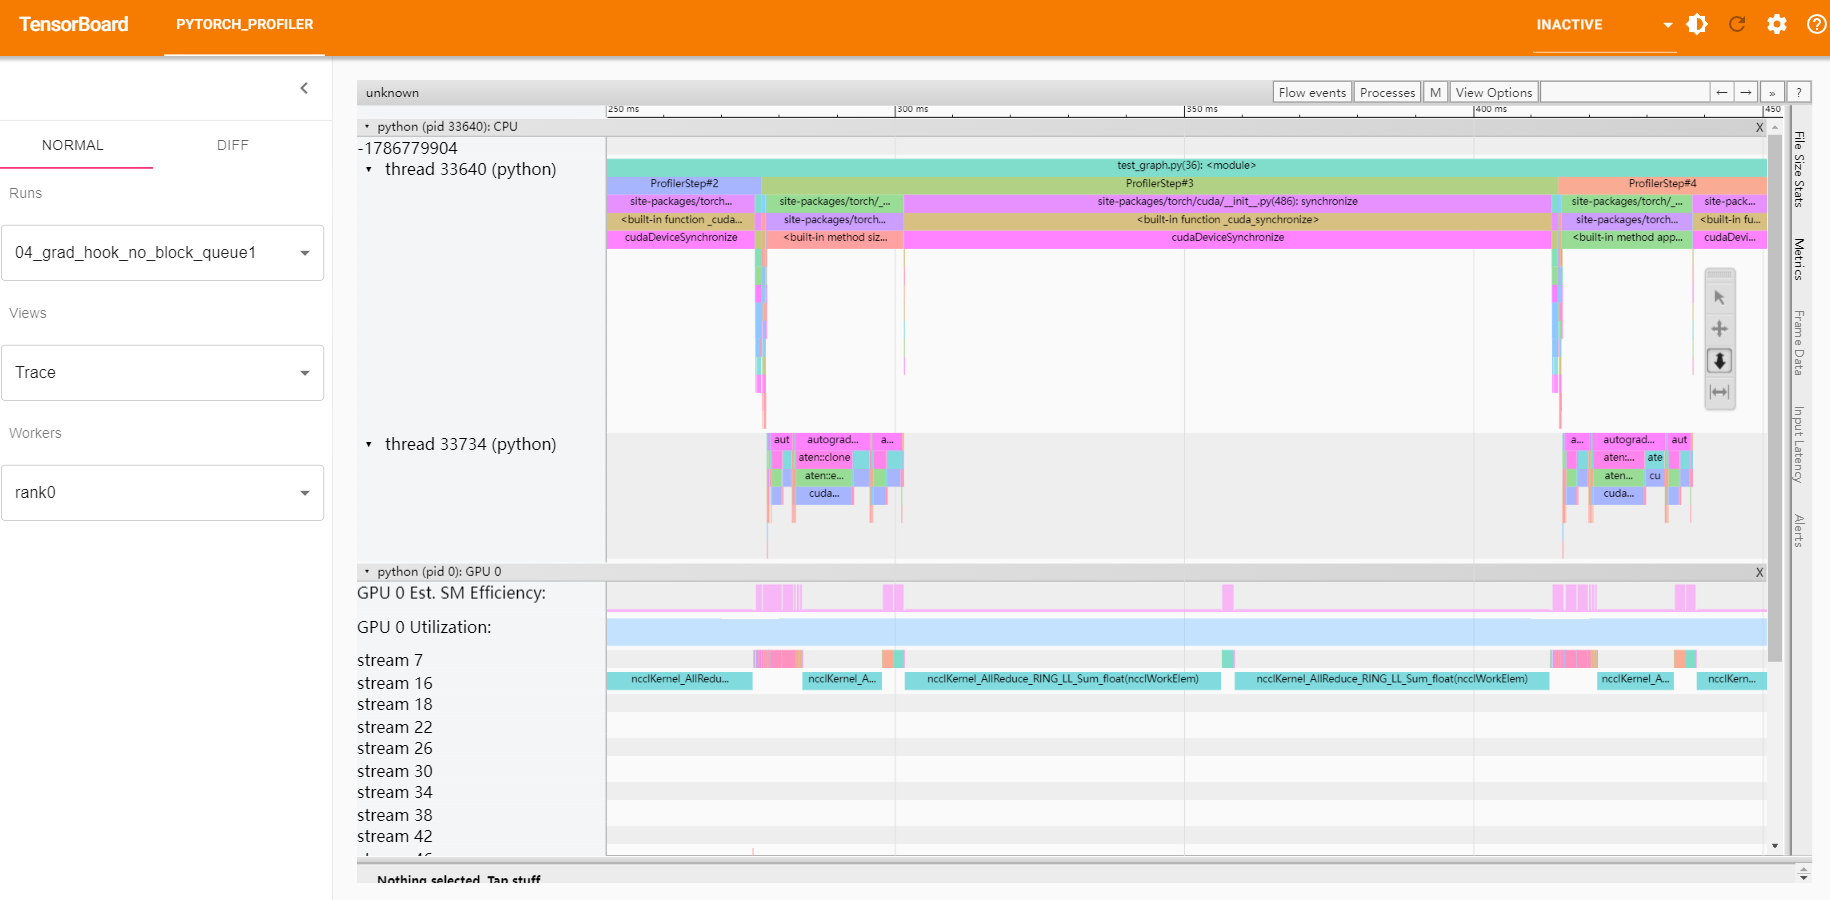 TensorBoard
PYTORCH_PROFILER
INACTIVE
NORMAL
DIFF
Runs
04_grad_hook_no_block_queue1
Views
Trace
Workers
rank0
unknown
Flow events
Processes
M
View Options
←
→
»
?
250 ms
300 ms
350 ms
400 ms
450
python (pid 33640): CPU
X
-1786779904
thread 33640 (python)
test_graph.py(36): <module>
ProfilerStep#2
ProfilerStep#3
ProfilerStep#4
site-packages/torch...
site-packages/torch/_...
site-packages/torch/cuda/__init__.py(486): synchronize
site-packages/torch/_...
site-pack...
<built-in function _cuda...
site-packages/torch...
<built-in function _cuda_synchronize>
site-packages/torch...
<built-in fu...
cudaDeviceSynchronize
<built-in method siz...
cudaDeviceSynchronize
<built-in method app...
cudaDevi...
thread 33734 (python)
aut
autograd...
a...
a...
autograd...
aut
aten::clone
aten:...
ate
aten::e...
aten...
cu
cuda...
cuda...
python (pid 0): GPU 0
X
GPU 0 Est. SM Efficiency:
GPU 0 Utilization:
stream 7
stream 16
ncclKernel_AllRedu...
ncclKernel_A...
ncclKernel_AllReduce_RING_LL_Sum_float(ncclWorkElem)
ncclKernel_AllReduce_RING_LL_Sum_float(ncclWorkElem)
ncclKernel_A...
ncclKern...
stream 18
stream 22
stream 26
stream 30
stream 34
stream 38
stream 42
File Size Stats
Metrics
Frame Data
Input Latency
Alerts
Nothing selected. Tap stuff.